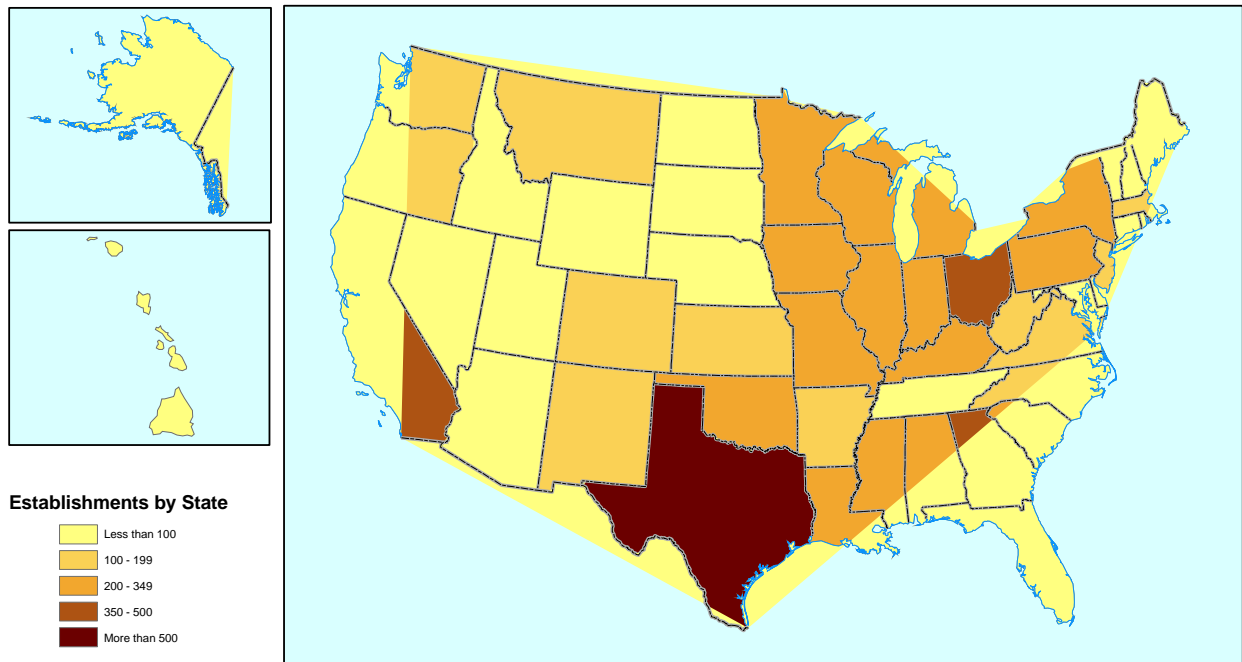 Establishments by State
Less than 100
100 - 199
200 - 349
350 - 500
More than 500